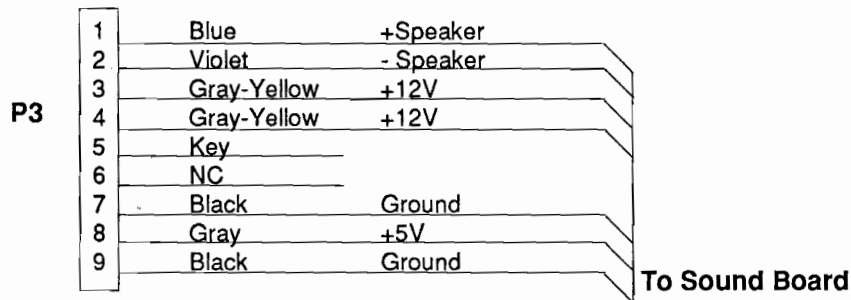 1 Blue +Speaker
2 Violet - Speaker
3 Gray-Yellow +12V
P3 4 Gray-Yellow +12V
5 Key
6 NC
7 Black Ground
8 Gray +5V
9 Black Ground
To Sound Board